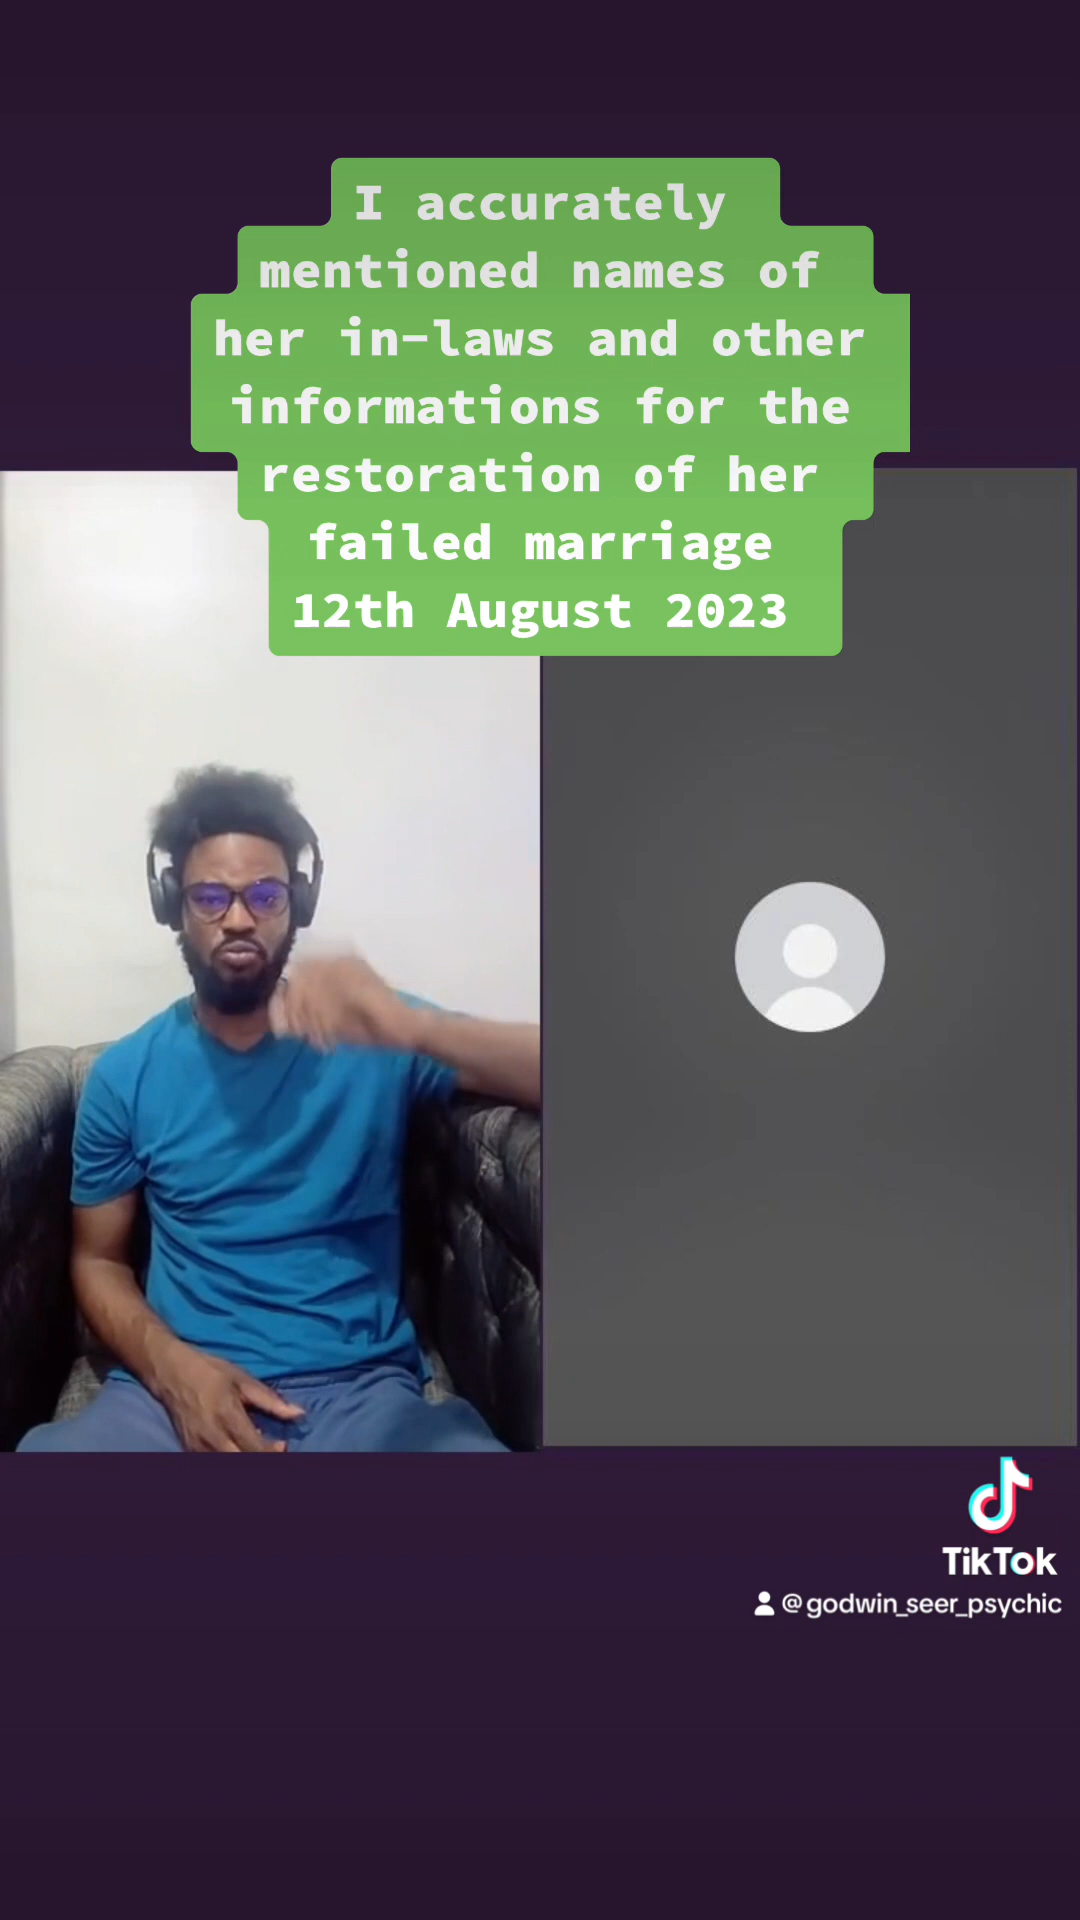 I accurately
mentioned names of
her in-laws and other
informations for the
restoration of her
failed marriage
12th August 2023
TikTok
@godwin_seer_psychic